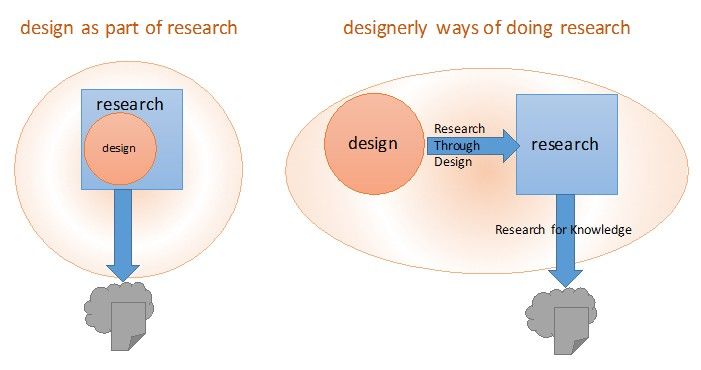 design as part of research
designerly ways of doing research
research
design
design
Research
Through
Design
research
Research for Knowledge